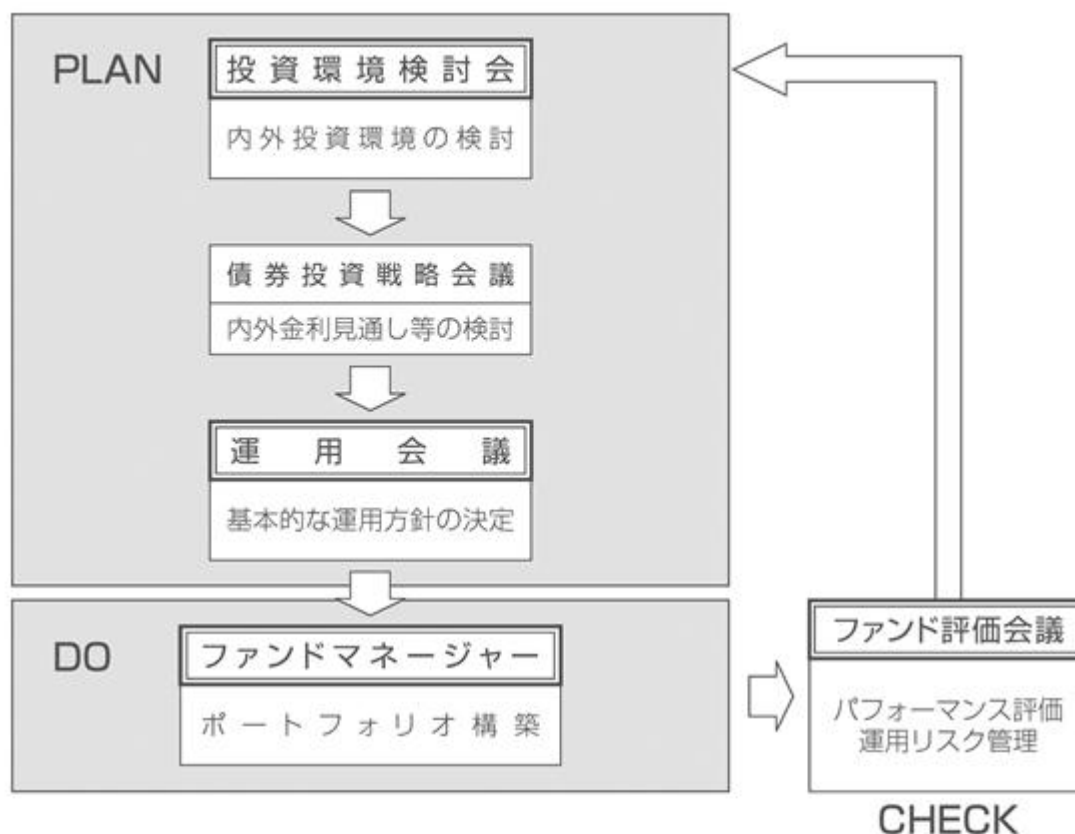 PLAN
投資環境検討会
内外投資環境の検討
債券投資戦略会議
内外金利見通し等の検討
運用会議
基本的な運用方針の決定
DO
ファンドマネージャー
ポートフォリオ構築
ファンド評価会議
パフォーマンス評価
運用リスク管理
CHECK